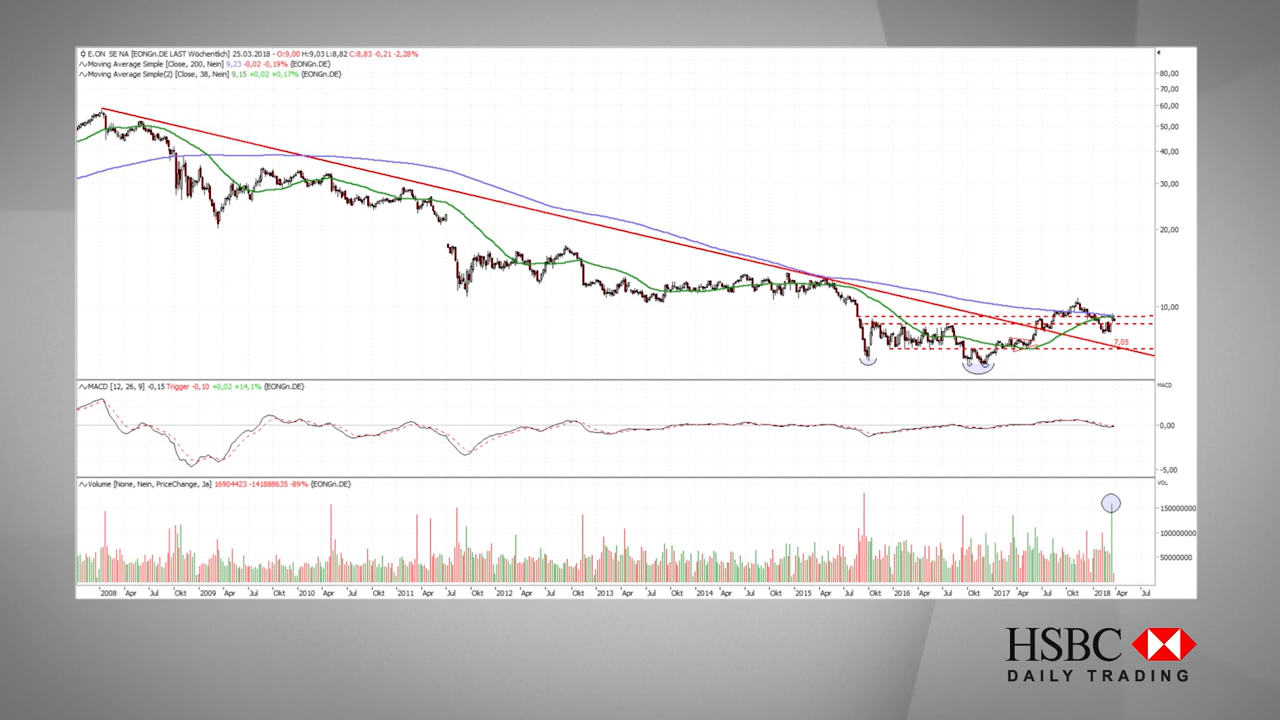 E.ON SE NA [EONGn.DE LAST Wöchentlich] 25.03.2018 - O:9,00 H:9,03 L:8,82 C:8,83 -0,21 -2,28%
Moving Average Simple [Close, 200, Nein] 9,23 -0,02 -0,19% {EONGn.DE}
Moving Average Simple(2) [Close, 38, Nein] 9,15 +0,02 +0,17% {EONGn.DE}
€
80,00
70,00
60,00
50,00
40,00
30,00
20,00
10,00
7,05
MACD [12, 26, 9] -0,15 Trigger -0,10 +0,02 +14,1% {EONGn.DE}
MACD
0,00
-5,00
Volume [None, Nein, PriceChange, Ja] 16904423 -141888635 -89% {EONGn.DE}
VOL
150000000
100000000
50000000
2008 Apr Jul Okt 2009 Apr Jul Okt 2010 Apr Jul Okt 2011 Apr Jul Okt 2012 Apr Jul Okt 2013 Apr Jul Okt 2014 Apr Jul Okt 2015 Apr Jul Okt 2016 Apr Jul Okt 2017 Apr Jul Okt 2018 Apr Jul
HSBC
DAILY TRADING